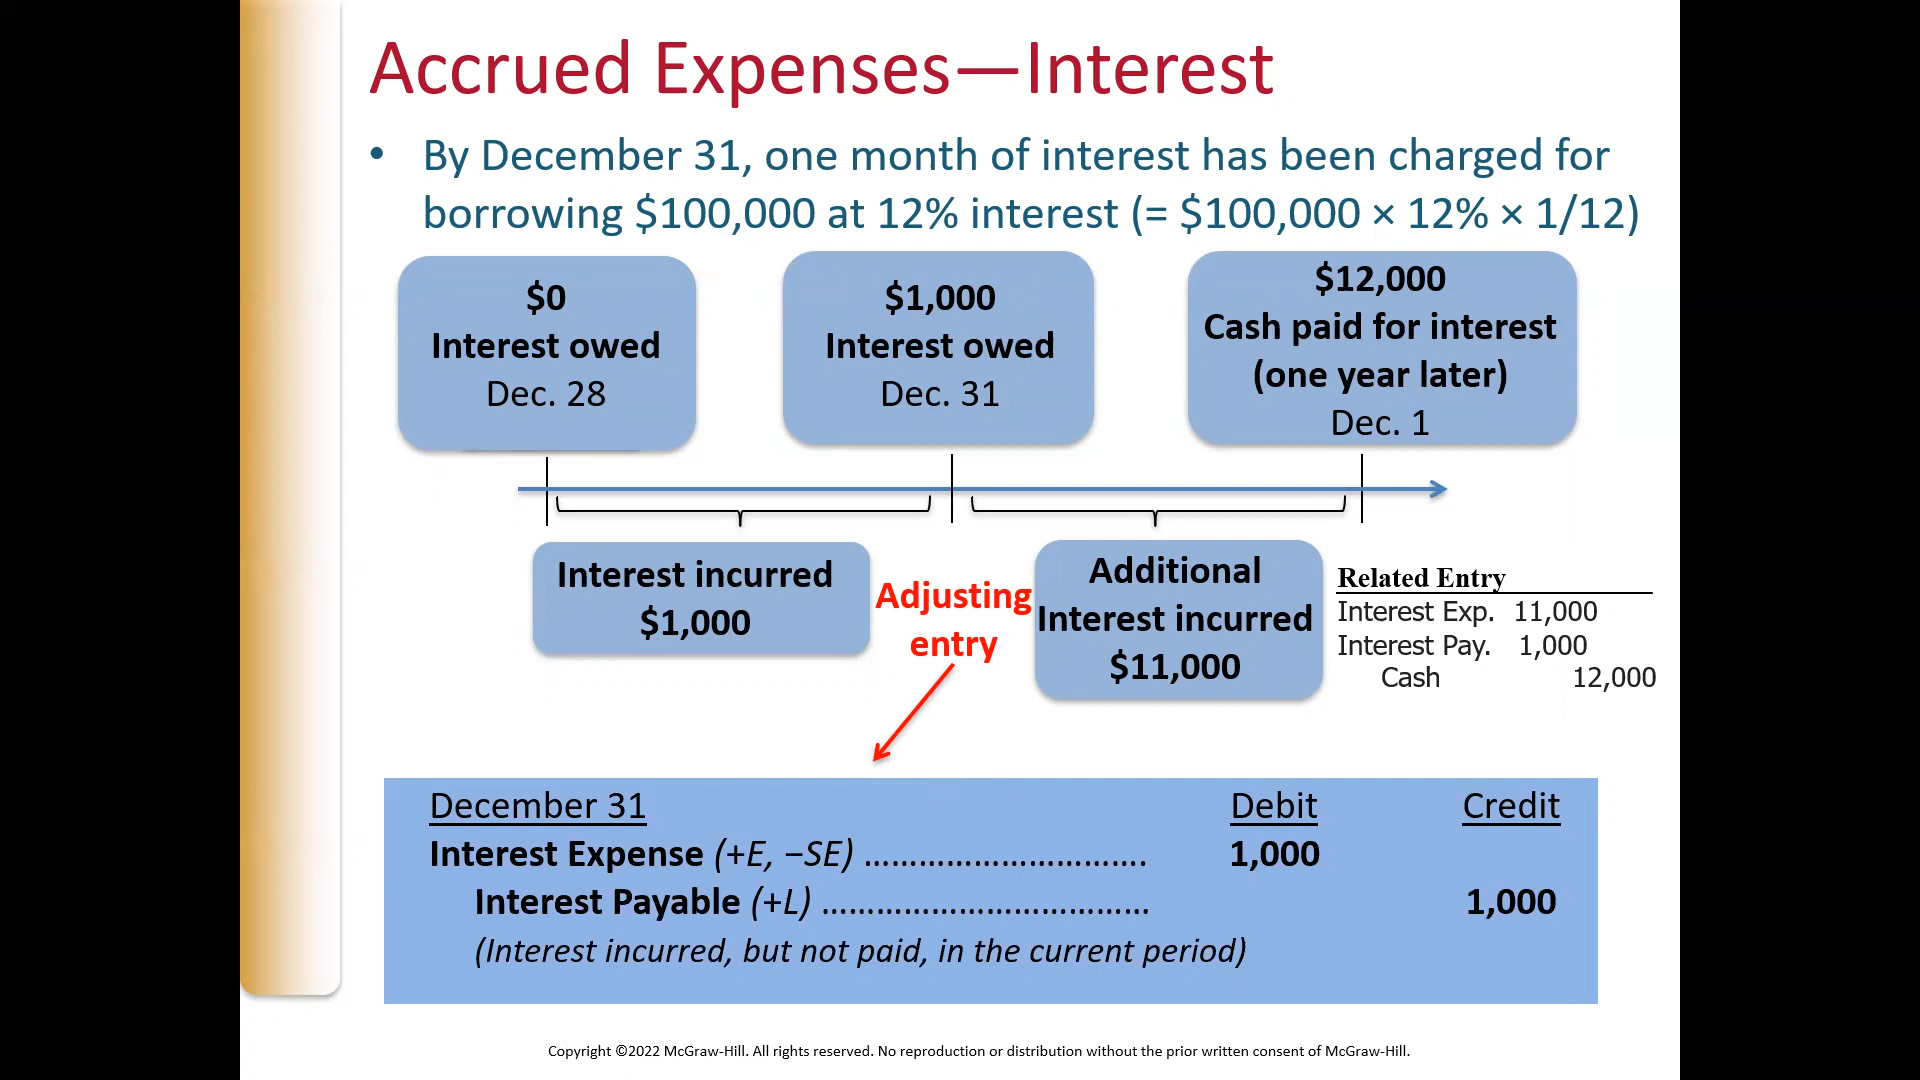 Accrued Expenses—Interest
• By December 31, one month of interest has been charged for
borrowing $100,000 at 12% interest (= $100,000 × 12% × 1/12)
$0
Interest owed
Dec. 28
$1,000
Interest owed
Dec. 31
$12,000
Cash paid for interest
(one year later)
Dec. 1
Interest incurred
$1,000
Adjusting
entry
Additional
Interest incurred
$11,000
Related Entry
Interest Exp. 11,000
Interest Pay. 1,000
Cash 12,000
December 31 Debit Credit
Interest Expense (+E, −SE) …………………………. 1,000
Interest Payable (+L) ……………………………… 1,000
(Interest incurred, but not paid, in the current period)
Copyright ©2022 McGraw-Hill. All rights reserved. No reproduction or distribution without the prior written consent of McGraw-Hill.